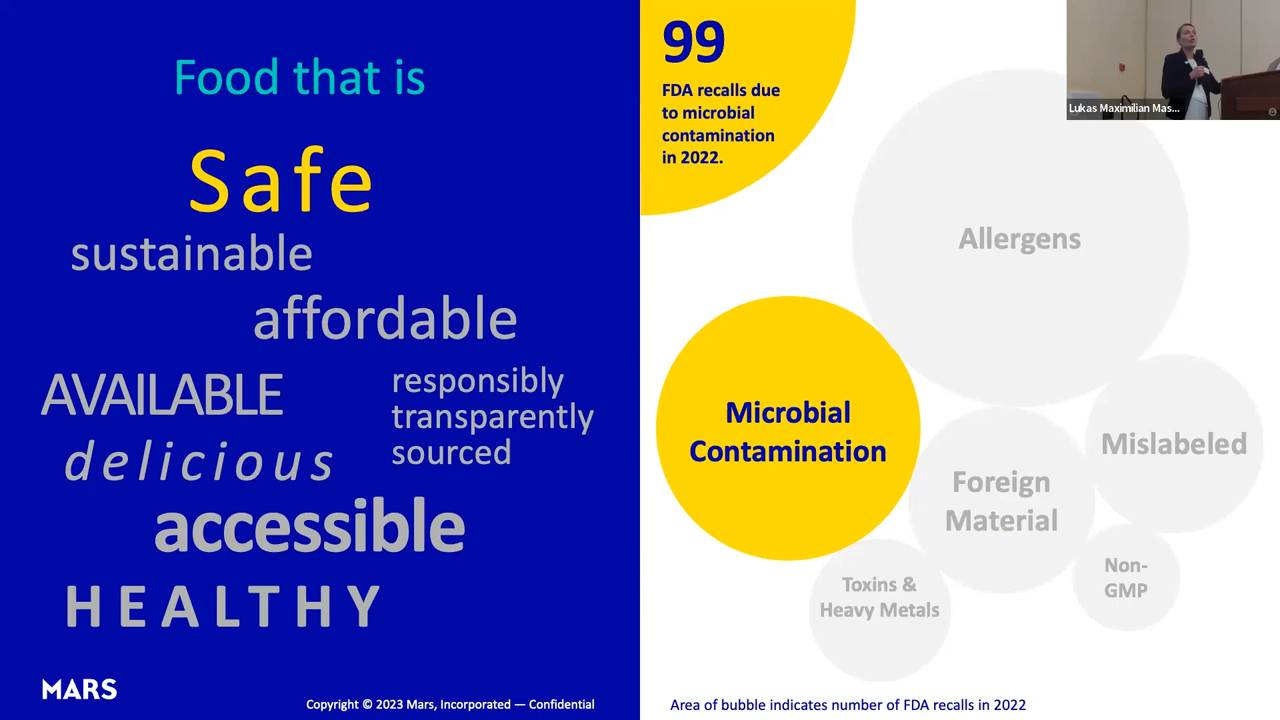 Food that is
Safe
sustainable
affordable
AVAILABLE
responsibly
transparently
sourced
delicious
accessible
HEALTHY
MARS
Copyright © 2023 Mars, Incorporated — Confidential
99
FDA recalls due
to microbial
contamination
in 2022.
Lukas Maximilian Mas...
Allergens
Microbial
Contamination
Mislabeled
Foreign
Material
Non-
GMP
Toxins &
Heavy Metals
Area of bubble indicates number of FDA recalls in 2022